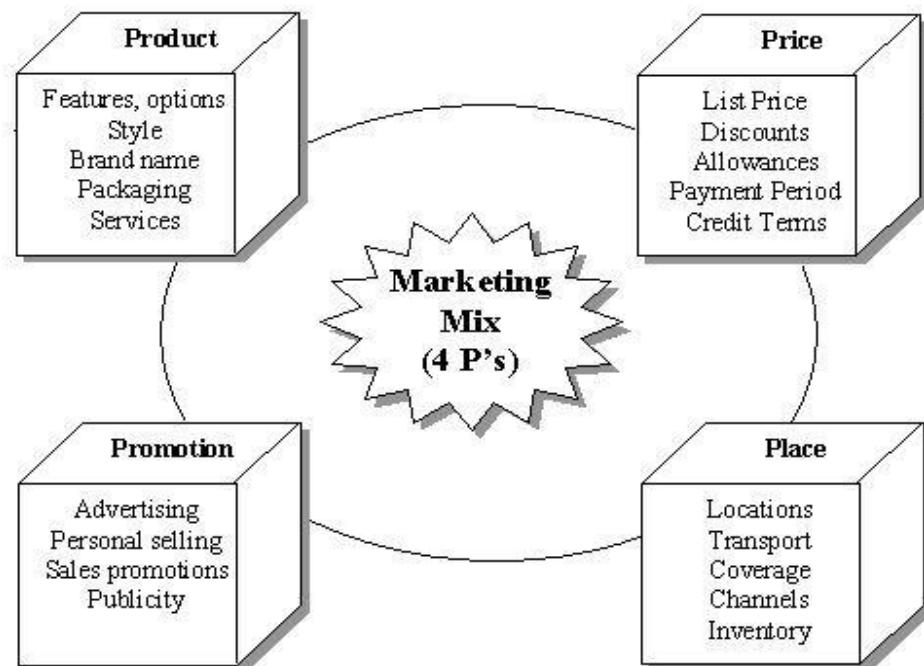 Product
Features, options
Style
Brand name
Packaging
Services
Price
List Price
Discounts
Allowances
Payment Period
Credit Terms
Marketing
Mix
(4 P's)
Promotion
Advertising
Personal selling
Sales promotions
Publicity
Place
Locations
Transport
Coverage
Channels
Inventory